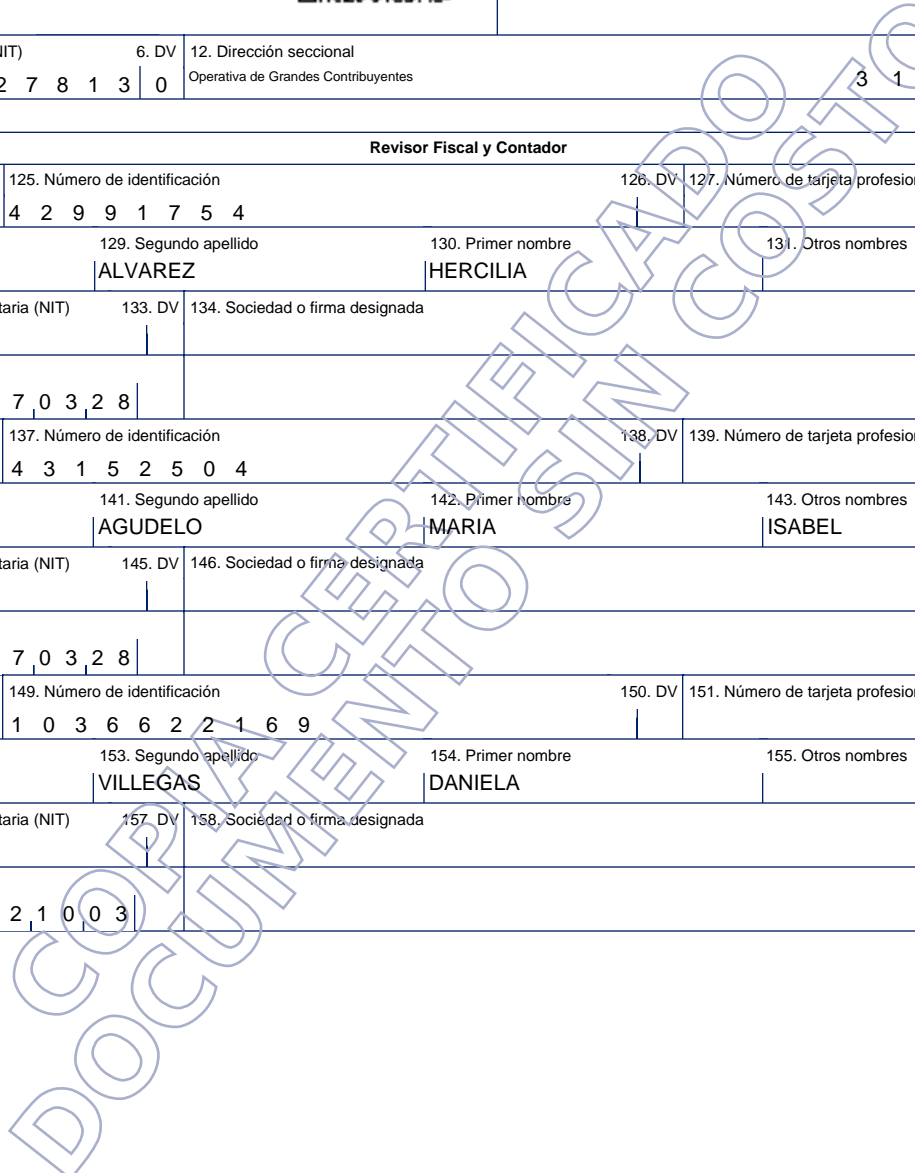 NIT) 6. DV 12. Dirección seccional
2 7 8 1 3 0 Operativa de Grandes Contribuyentes 3 1
Revisor Fiscal y Contador
125. Número de identificación 126. DV 127. Número de tarjeta profesion
4 2 9 9 1 7 5 4
129. Segundo apellido 130. Primer nombre 131. Otros nombres
ALVAREZ HERCILIA
taria (NIT) 133. DV 134. Sociedad o firma designada
7 0 3 2 8
137. Número de identificación 138. DV 139. Número de tarjeta profesion
4 3 1 5 2 5 0 4
141. Segundo apellido 142. Primer nombre 143. Otros nombres
AGUDELO MARIA ISABEL
taria (NIT) 145. DV 146. Sociedad o firma designada
7 0 3 2 8
149. Número de identificación 150. DV 151. Número de tarjeta profesion
1 0 3 6 6 2 2 1 6 9
153. Segundo apellido 154. Primer nombre 155. Otros nombres
VILLEGAS DANIELA
taria (NIT) 157. DV 158. Sociedad o firma designada
2 1 0 0 3
COPIA CERTIFICADO
DOCUMENTO SIN COSTO